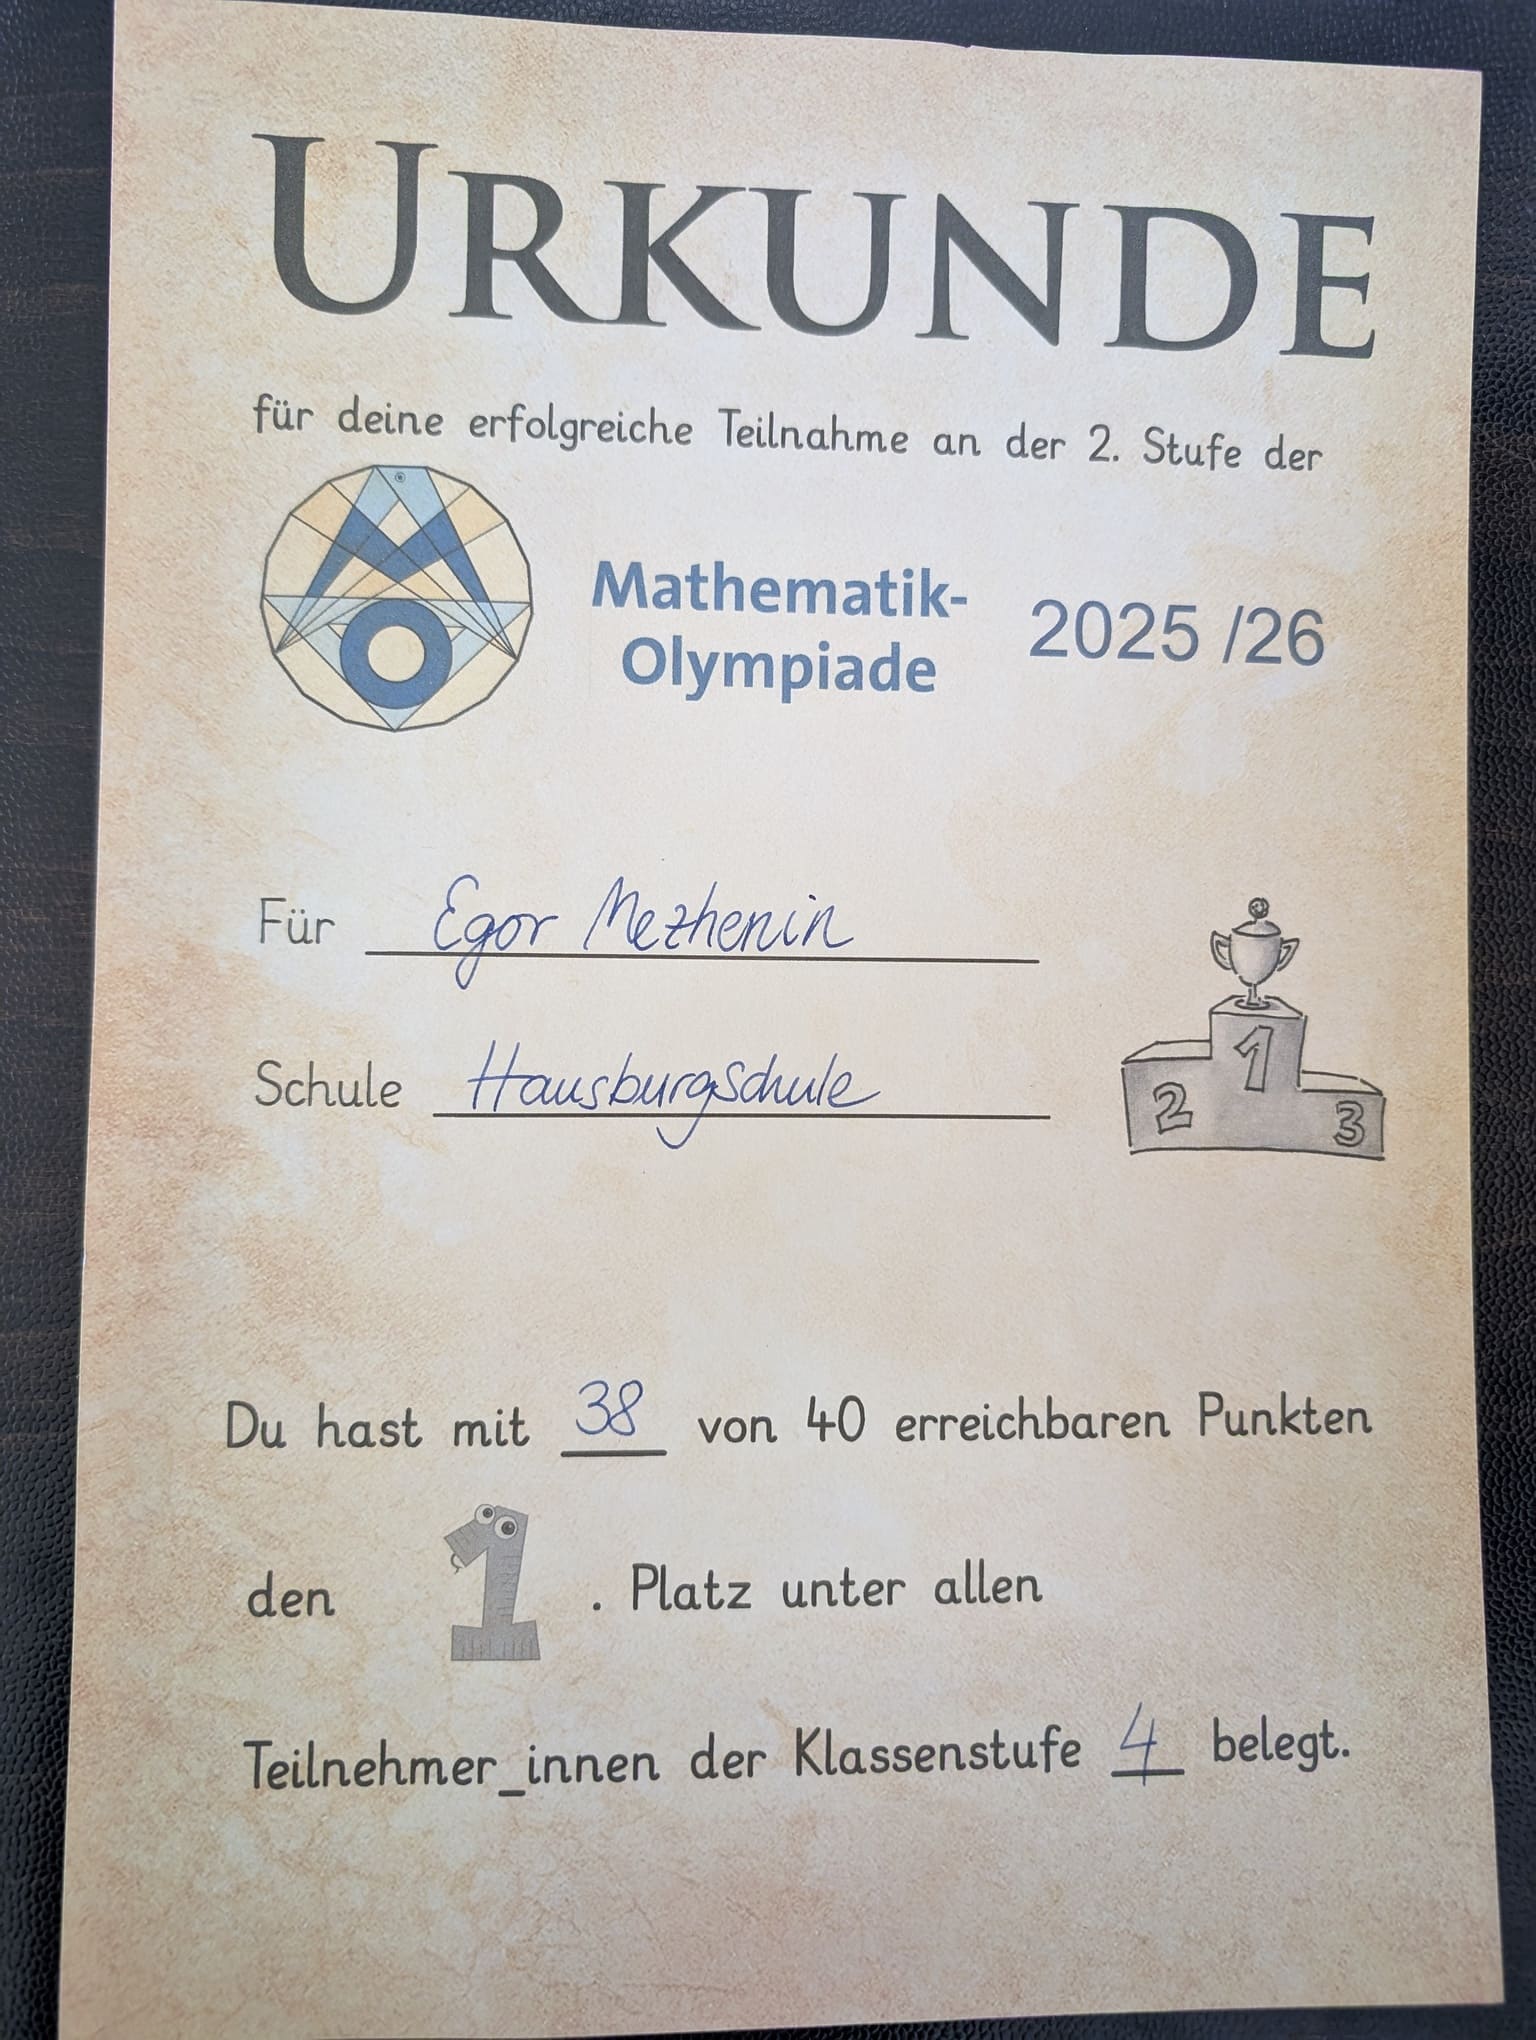 URKUNDE
für deine erfolgreiche Teilnahme an der 2. Stufe der
Mathematik-
Olympiade
2025 /26
Für Egor Mezhenin
Schule Hausburgschule
1
2
3
Du hast mit 38 von 40 erreichbaren Punkten
den 1. Platz unter allen
Teilnehmer_innen der Klassenstufe 4 belegt.